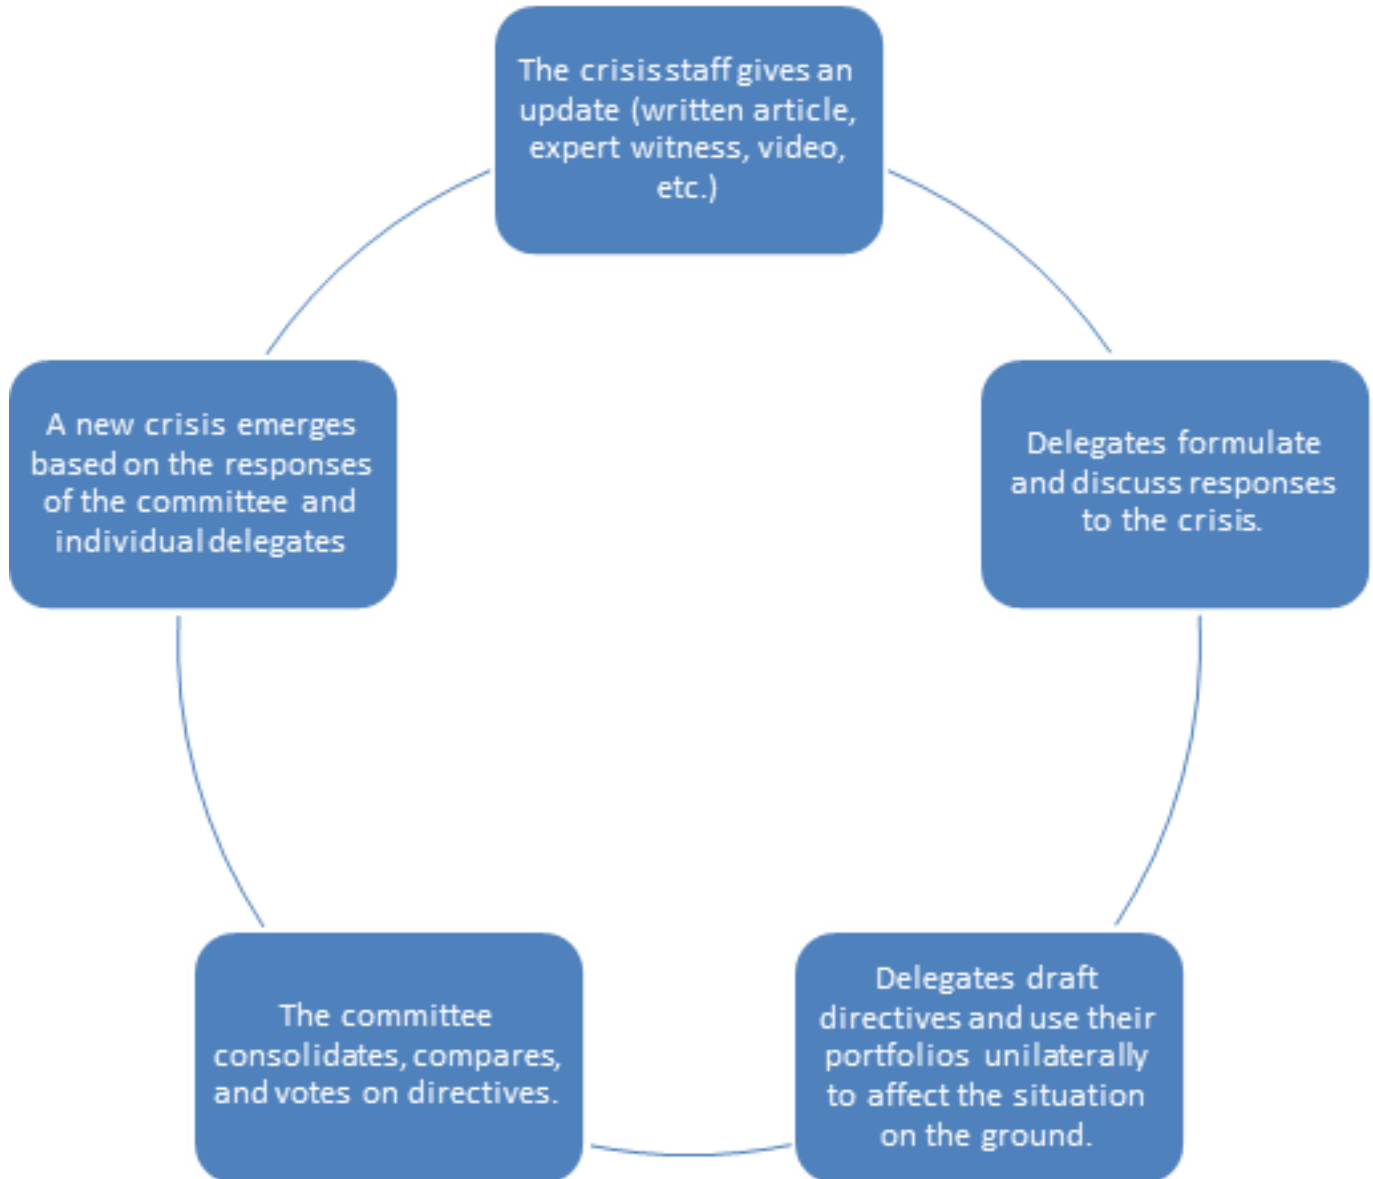 The crisis staff gives an
update (written article,
expert witness, video,
etc.)
Delegates formulate
and discuss responses
to the crisis.
Delegates draft
directives and use their
portfolios unilaterally
to affect the situation
on the ground.
The committee
consolidates, compares,
and votes on directives.
A new crisis emerges
based on the responses
of the committee and
individual delegates